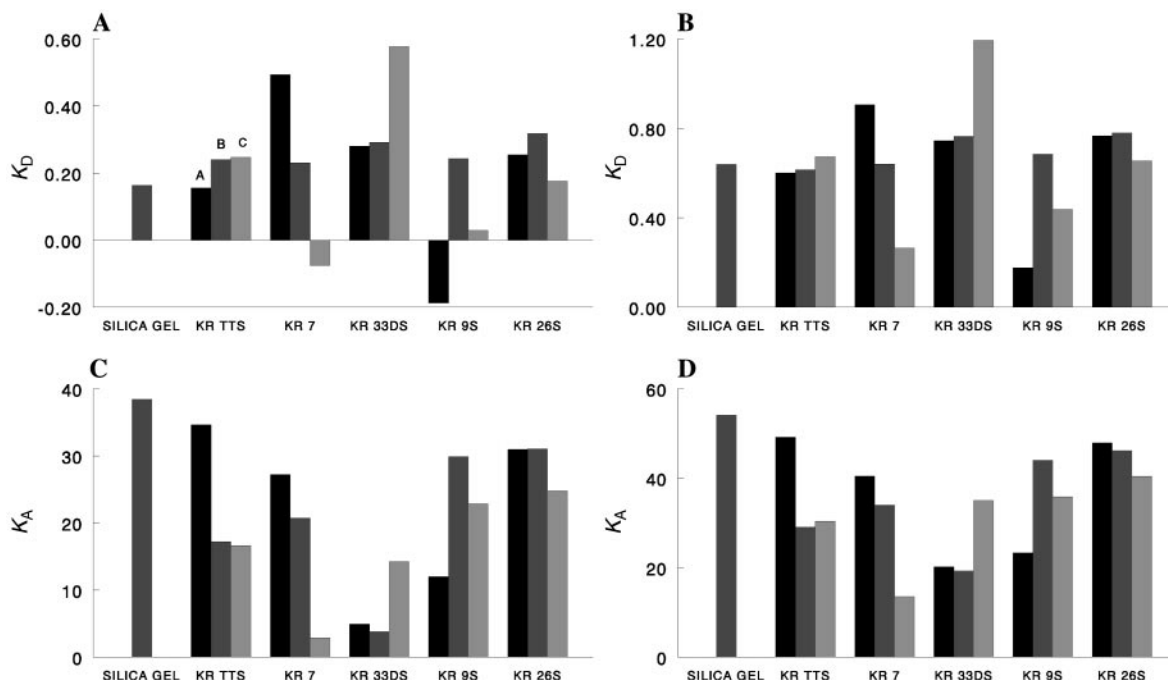 A
B
0.60
0.40
0.20
0.00
-0.20
K_D
A
B
C
SILICA GEL KR TTS KR 7 KR 33DS KR 9S KR 26S
1.20
0.80
0.40
0.00
K_D
SILICA GEL KR TTS KR 7 KR 33DS KR 9S KR 26S
C
D
40
30
20
10
0
K_A
SILICA GEL KR TTS KR 7 KR 33DS KR 9S KR 26S
60
40
20
0
K_A
SILICA GEL KR TTS KR 7 KR 33DS KR 9S KR 26S